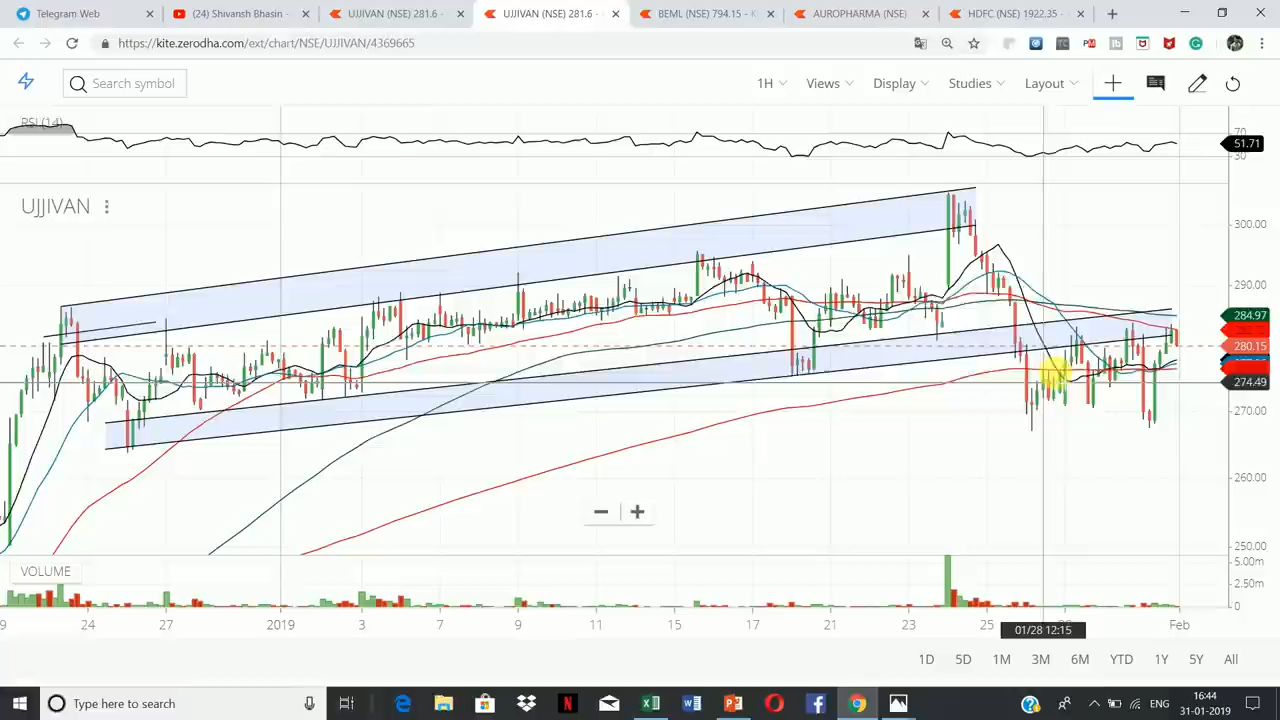 Telegram Web
(24) Shivansh Bhasin -
UJJIVAN (NSE) 281.6 -
UJJIVAN (NSE) 281.6 -
BEML (NSE) 794.15 - K
AUROPHARMA (NSE)
HDFC (NSE) 1922.35 -
https://kite.zerodha.com/ext/chart/NSE/UJJIVAN/4369665
Search symbol
1H
Views
Display
Studies
Layout
RSI (14)
70
51.71
30
UJJIVAN
300.00
290.00
284.97
280.15
274.49
270.00
260.00
250.00
VOLUME
5.00m
2.50m
0
24
27
2019
3
7
9
11
15
17
21
23
25
Feb
01/28 12:15
1D
5D
1M
3M
6M
YTD
1Y
5Y
All
Type here to search
ENG
16:44
31-01-2019